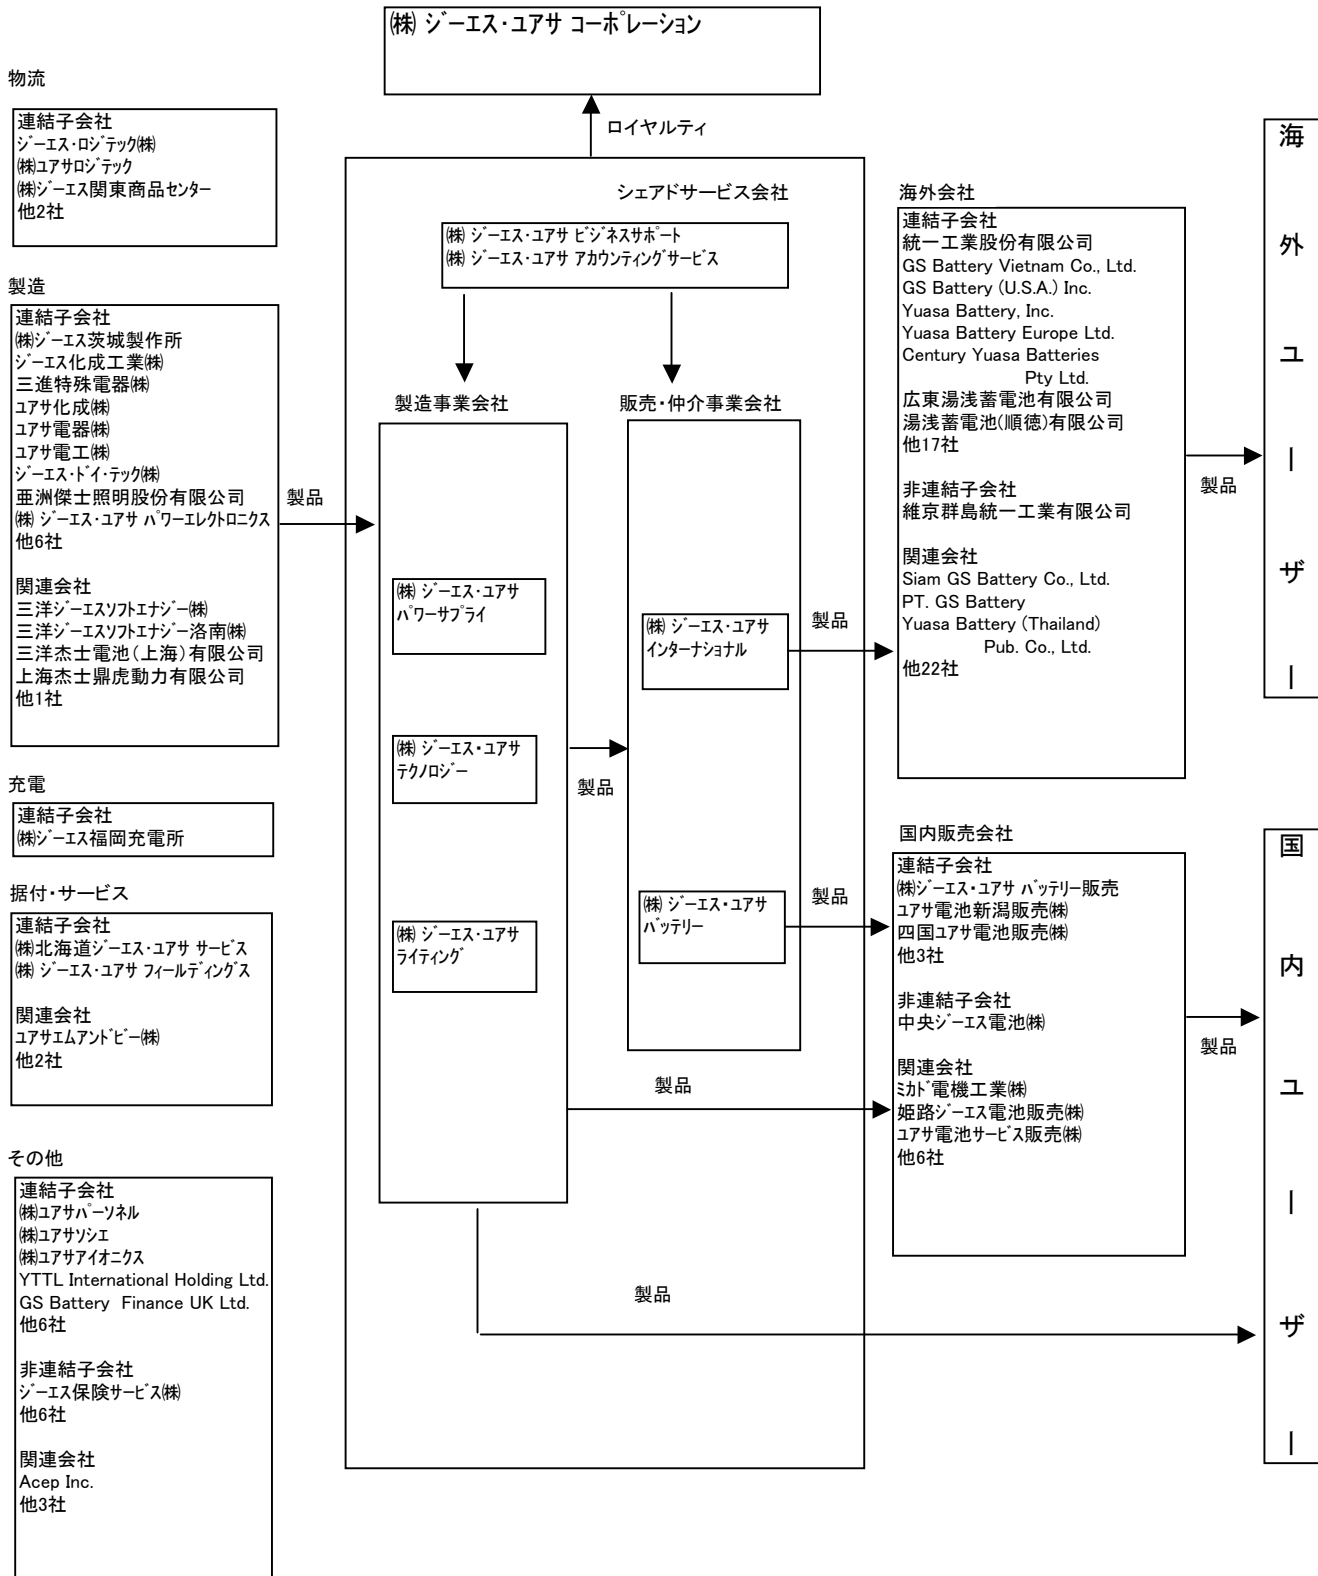 ㈱ ジーエス・ユアサ コーポレーション
ロイヤルティ
物流
連結子会社
ジーエス・ロジテック㈱
㈱ユアサロジテック
㈱ジーエス関東商品センター
他2社
製造
連結子会社
㈱ジーエス茨城製作所
ジーエス化成工業㈱
三進特殊電器㈱
ユアサ化成㈱
ユアサ電器㈱
ユアサ電工㈱
ジーエス・ドイ・テック㈱
亜洲傑士照明股份有限公司
㈱ ジーエス・ユアサ パワーエレクトロニクス
他6社
関連会社
三洋ジーエスソフトエナジー㈱
三洋ジーエスソフトエナジー洛南㈱
三洋杰士電池（上海）有限公司
上海杰士鼎虎動力有限公司
他1社
製品
充電
連結子会社
㈱ジーエス福岡充電所
据付・サービス
連結子会社
㈱北海道ジーエス・ユアサ サービス
㈱ ジーエス・ユアサ フィールディングス
関連会社
ユアサエムアンドビー㈱
他2社
その他
連結子会社
㈱ユアサパーソネル
㈱ユアサソシエ
㈱ユアサアイオニクス
YTTL International Holding Ltd.
GS Battery Finance UK Ltd.
他6社
非連結子会社
ジーエス保険サービス㈱
他6社
関連会社
Acep Inc.
他3社
シェアドサービス会社
㈱ ジーエス・ユアサ ビジネスサポート
㈱ ジーエス・ユアサ アカウンティングサービス
製造事業会社
㈱ ジーエス・ユアサ
パワーサプライ
㈱ ジーエス・ユアサ
テクノロジー
㈱ ジーエス・ユアサ
ライティング
製品
販売・仲介事業会社
㈱ ジーエス・ユアサ
インターナショナル
㈱ ジーエス・ユアサ
バッテリー
製品
製品
製品
製品
海外会社
連結子会社
統一工業股份有限公司
GS Battery Vietnam Co., Ltd.
GS Battery (U.S.A.) Inc.
Yuasa Battery, Inc.
Yuasa Battery Europe Ltd.
Century Yuasa Batteries
Pty Ltd.
広東湯浅蓄電池有限公司
湯浅蓄電池(順徳)有限公司
他17社
非連結子会社
維京群島統一工業有限公司
関連会社
Siam GS Battery Co., Ltd.
PT. GS Battery
Yuasa Battery (Thailand)
Pub. Co., Ltd.
他22社
製品
海外ユーザー
国内販売会社
連結子会社
㈱ジーエス・ユアサ バッテリー販売
ユアサ電池新潟販売㈱
四国ユアサ電池販売㈱
他3社
非連結子会社
中央ジーエス電池㈱
関連会社
ミカド電機工業㈱
姫路ジーエス電池販売㈱
ユアサ電池サービス販売㈱
他6社
製品
国内ユーザー